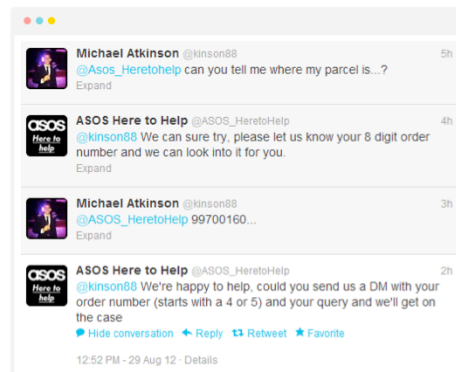 Michael Atkinson @kinson88 5h
@Asos_Heretohelp can you tell me where my parcel is...?
Expand
asos
Here to
help
ASOS Here to Help @ASOS_HeretoHelp 4h
@kinson88 We can sure try, please let us know your 8 digit order
number and we can look into it for you.
Expand
Michael Atkinson @kinson88 3h
@ASOS_HeretoHelp 99700160...
Expand
asos
Here to
help
ASOS Here to Help @ASOS_HeretoHelp 2h
@kinson88 We're happy to help, could you send us a DM with your
order number (starts with a 4 or 5) and your query and we'll get on
the case
Hide conversation Reply Retweet Favorite
12:52 PM - 29 Aug 12 · Details